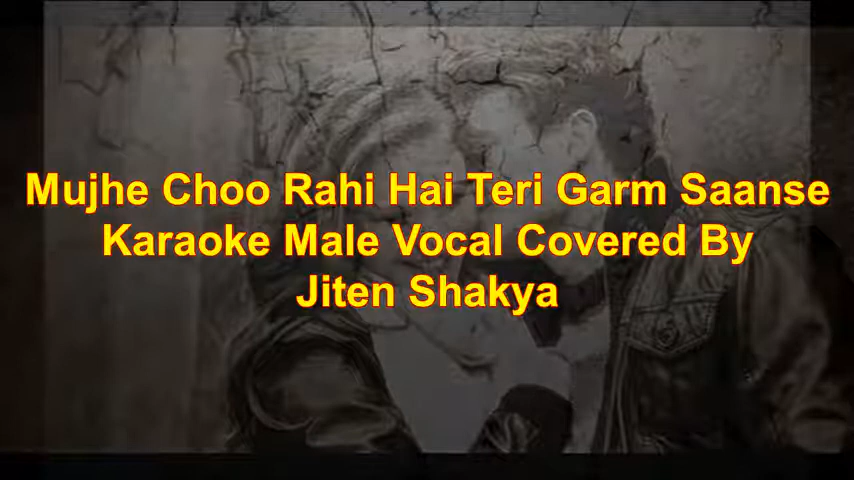 Mujhe Choo Rahi Hai Teri Garm Saanse
Karaoke Male Vocal Covered By
Jiten Shakya